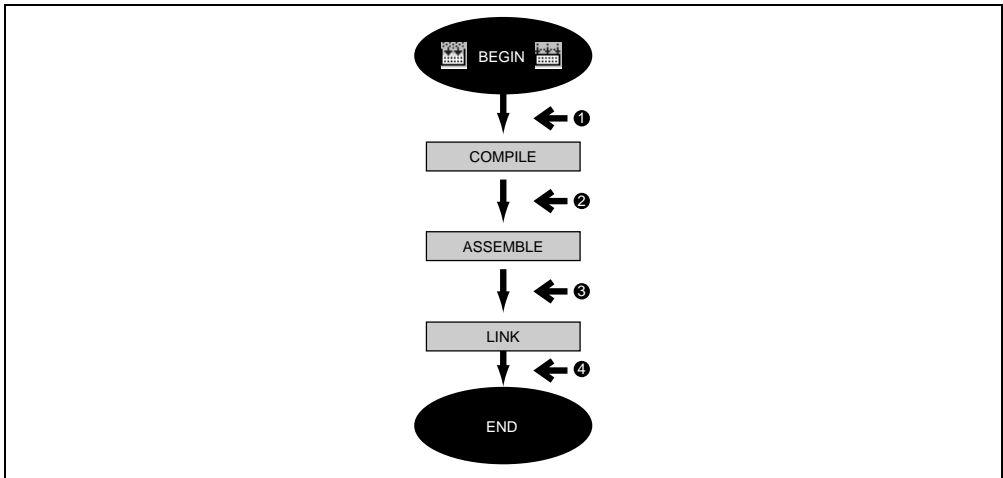 BEGIN
❶
COMPILE
❷
ASSEMBLE
❸
LINK
❹
END